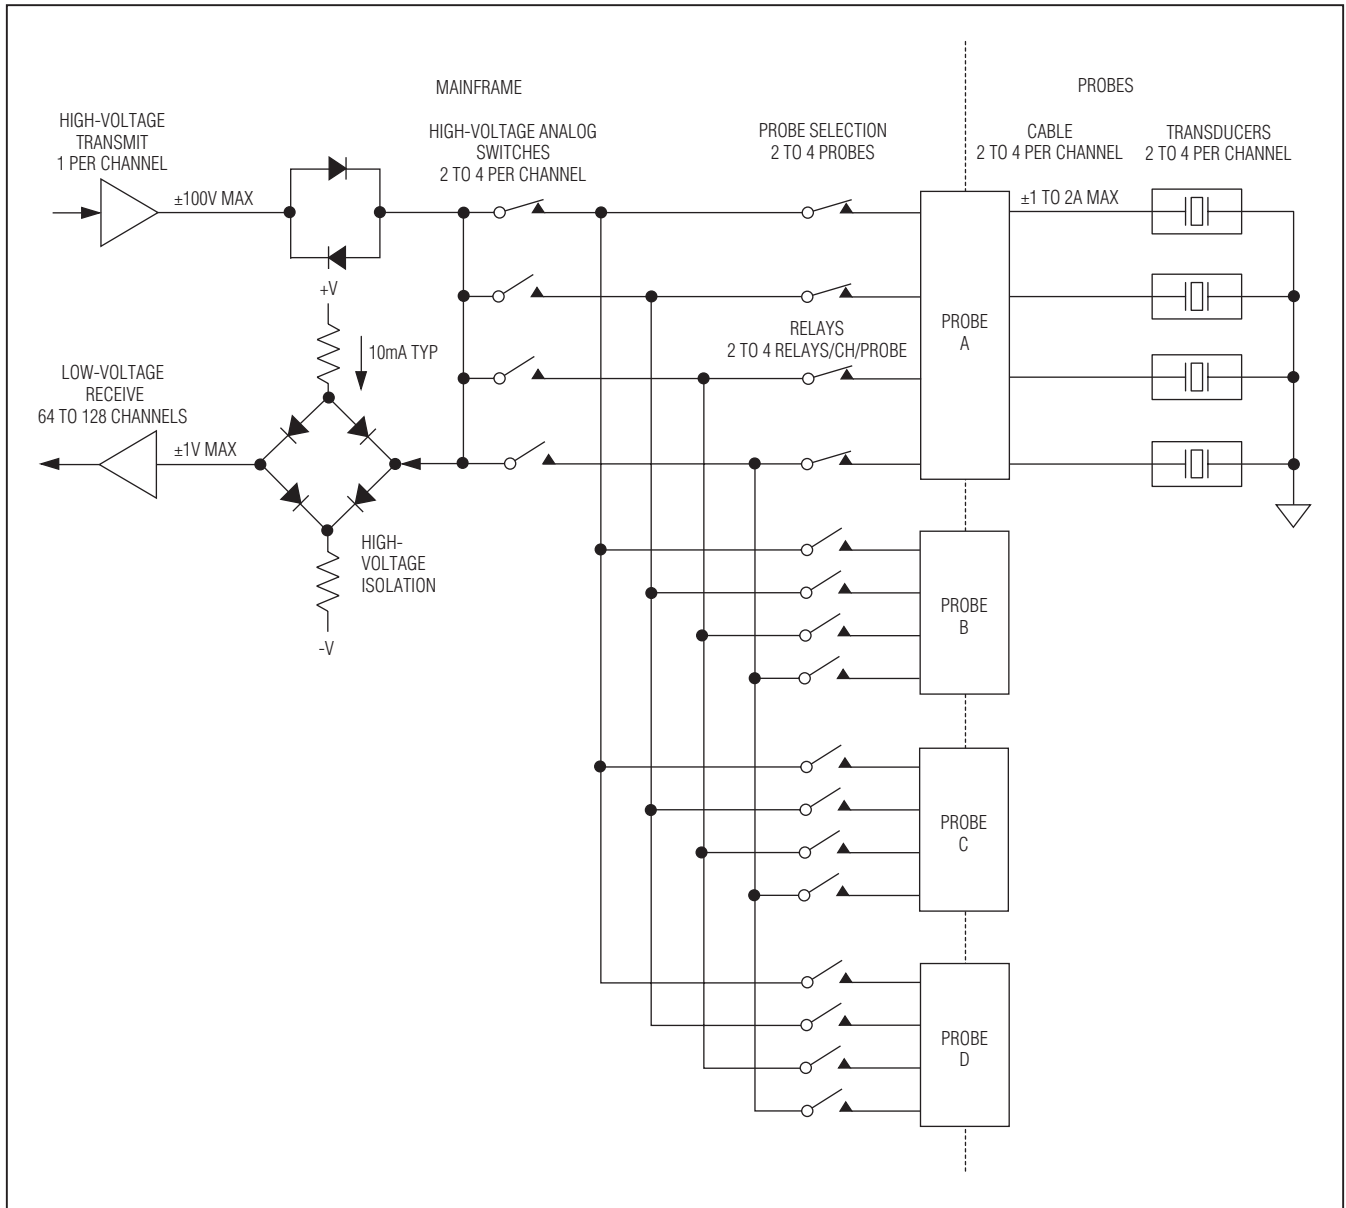 MAINFRAME
PROBES
HIGH-VOLTAGE
TRANSMIT
1 PER CHANNEL
±100V MAX
HIGH-VOLTAGE ANALOG
SWITCHES
2 TO 4 PER CHANNEL
PROBE SELECTION
2 TO 4 PROBES
CABLE
2 TO 4 PER CHANNEL
TRANSDUCERS
2 TO 4 PER CHANNEL
±1 TO 2A MAX
+V
10mA TYP
RELAYS
2 TO 4 RELAYS/CH/PROBE
PROBE
A
LOW-VOLTAGE
RECEIVE
64 TO 128 CHANNELS
±1V MAX
HIGH-
VOLTAGE
ISOLATION
-V
PROBE
B
PROBE
C
PROBE
D